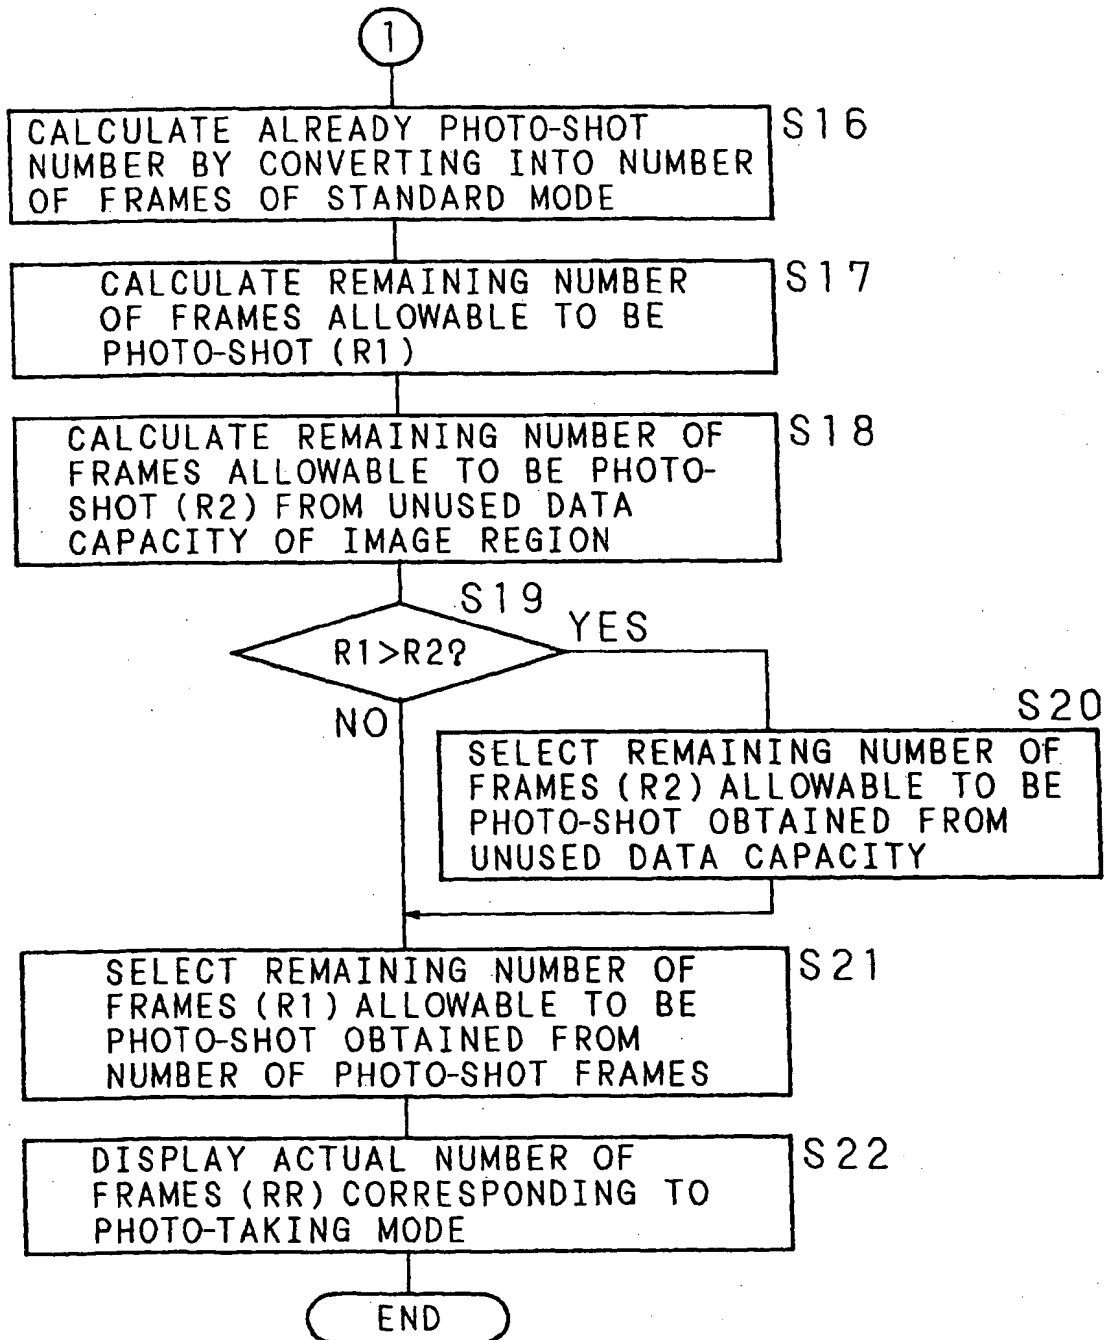 1
CALCULATE ALREADY PHOTO-SHOT
NUMBER BY CONVERTING INTO NUMBER
OF FRAMES OF STANDARD MODE
S16
CALCULATE REMAINING NUMBER
OF FRAMES ALLOWABLE TO BE
PHOTO-SHOT (R1)
S17
CALCULATE REMAINING NUMBER OF
FRAMES ALLOWABLE TO BE PHOTO-
SHOT (R2) FROM UNUSED DATA
CAPACITY OF IMAGE REGION
S18
S19
R1>R2?
YES
NO
S20
SELECT REMAINING NUMBER OF
FRAMES (R2) ALLOWABLE TO BE
PHOTO-SHOT OBTAINED FROM
UNUSED DATA CAPACITY
SELECT REMAINING NUMBER OF
FRAMES (R1) ALLOWABLE TO BE
PHOTO-SHOT OBTAINED FROM
NUMBER OF PHOTO-SHOT FRAMES
S21
DISPLAY ACTUAL NUMBER OF
FRAMES (RR) CORRESPONDING TO
PHOTO-TAKING MODE
S22
END